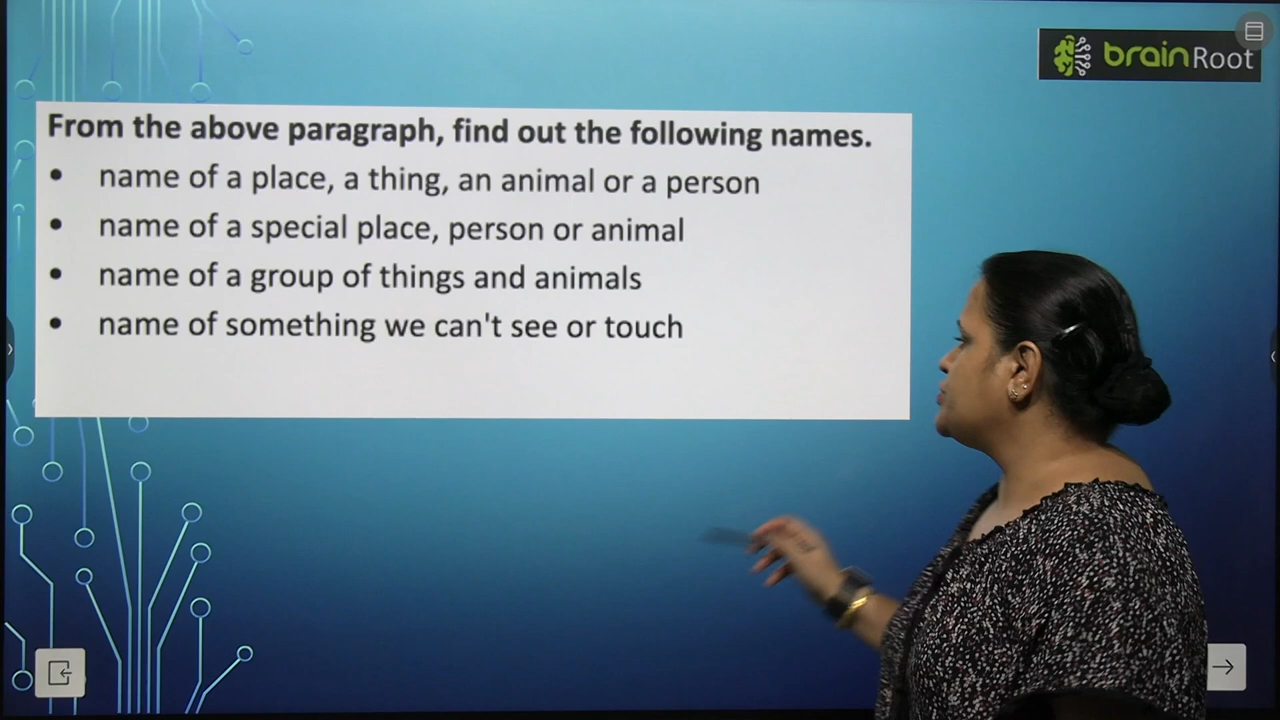 brainRoot
From the above paragraph, find out the following names.
• name of a place, a thing, an animal or a person
• name of a special place, person or animal
• name of a group of things and animals
• name of something we can't see or touch